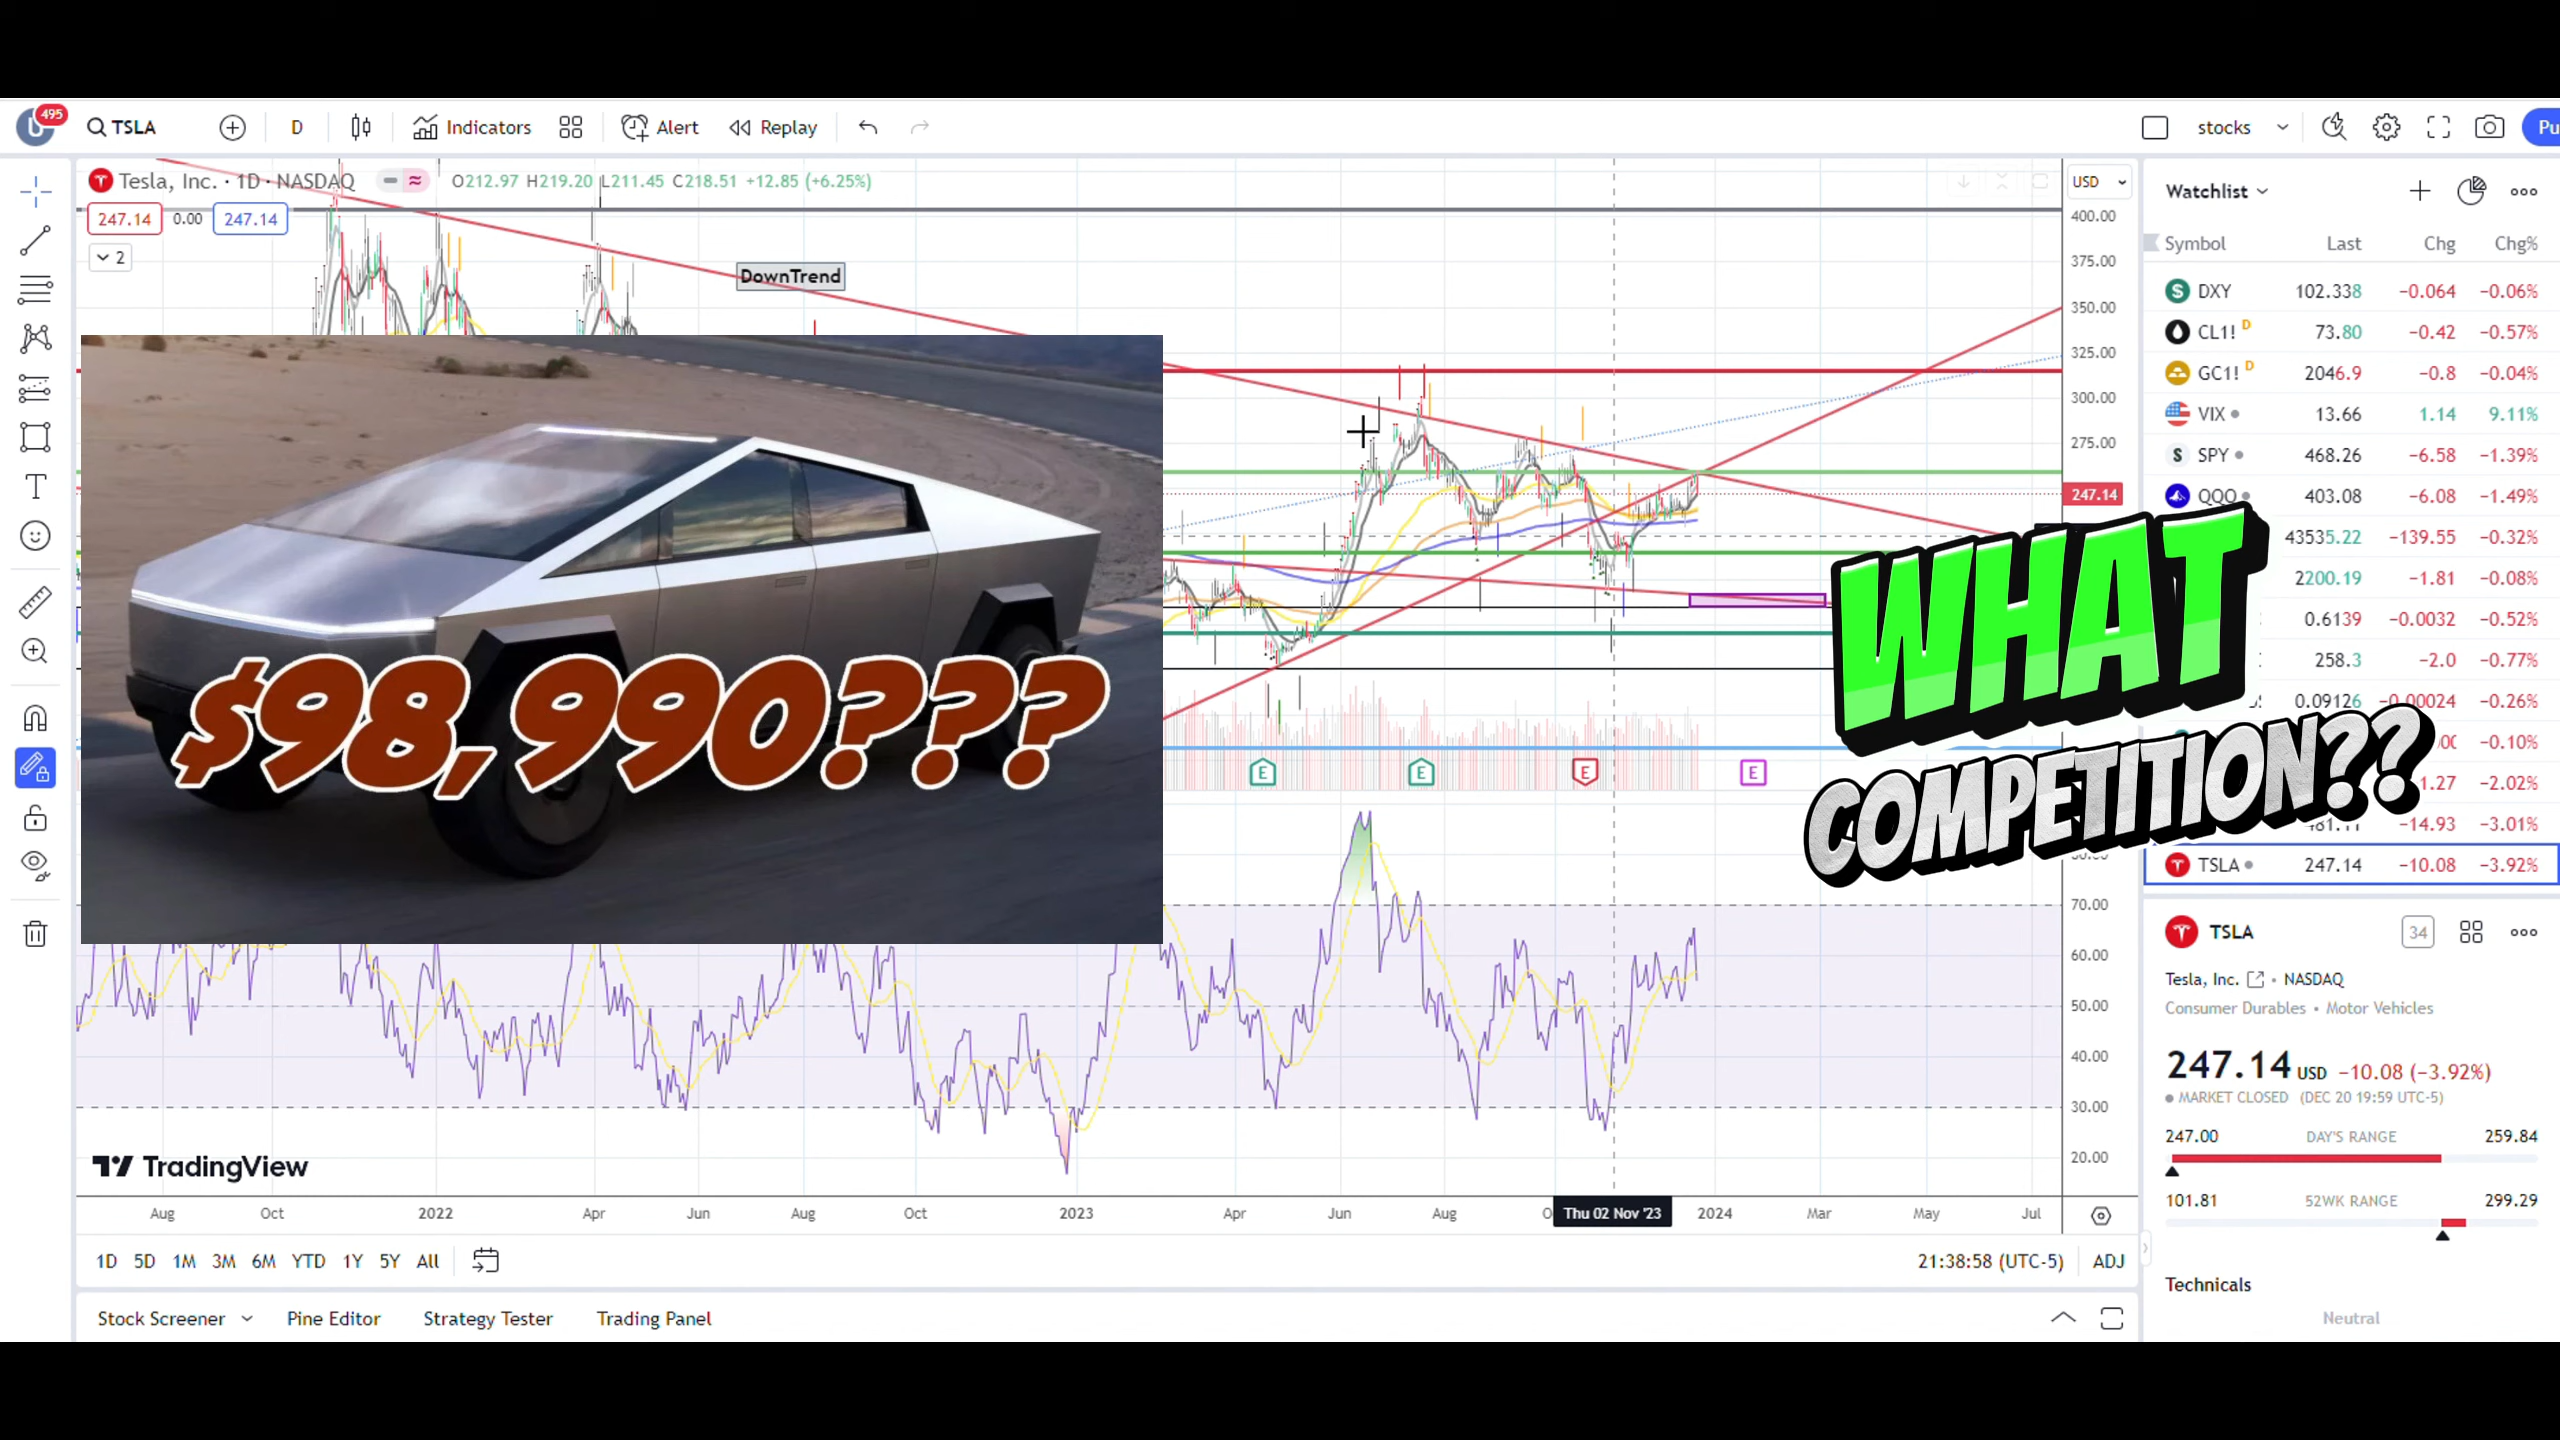 495
TSLA
D
Indicators
Alert
Replay
stocks
Pu
Tesla, Inc. · 1D · NASDAQ
O212.97 H219.20 L211.45 C218.51 +12.85 (+6.25%)
247.14 0.00 247.14
2
DownTrend
$98,990???
USD
400.00
375.00
350.00
325.00
300.00
275.00
247.14
70.00
60.00
50.00
40.00
30.00
20.00
E E E E
WHAT
COMPETITION??
TradingView
Aug Oct 2022 Apr Jun Aug Oct 2023 Apr Jun Aug O Thu 02 Nov '23 2024 Mar May Jul
1D 5D 1M 3M 6M YTD 1Y 5Y All
21:38:58 (UTC-5) ADJ
Stock Screener Pine Editor Strategy Tester Trading Panel
Watchlist
Symbol Last Chg Chg%
DXY 102.338 −0.064 −0.06%
CL1! D 73.80 −0.42 −0.57%
GC1! D 2046.9 −0.8 −0.04%
VIX 13.66 1.14 9.11%
SPY 468.26 −6.58 −1.39%
QQQ 403.08 −6.08 −1.49%
43535.22 −139.55 −0.32%
2200.19 −1.81 −0.08%
0.6139 −0.0032 −0.52%
258.3 −2.0 −0.77%
0.09126 −0.00024 −0.26%
−0.10%
1.27 −2.02%
−14.93 −3.01%
TSLA 247.14 −10.08 −3.92%
TSLA
34
Tesla, Inc. • NASDAQ
Consumer Durables • Motor Vehicles
247.14 USD −10.08 (−3.92%)
MARKET CLOSED (DEC 20 19:59 UTC-5)
247.00 DAY'S RANGE 259.84
101.81 52WK RANGE 299.29
Technicals
Neutral